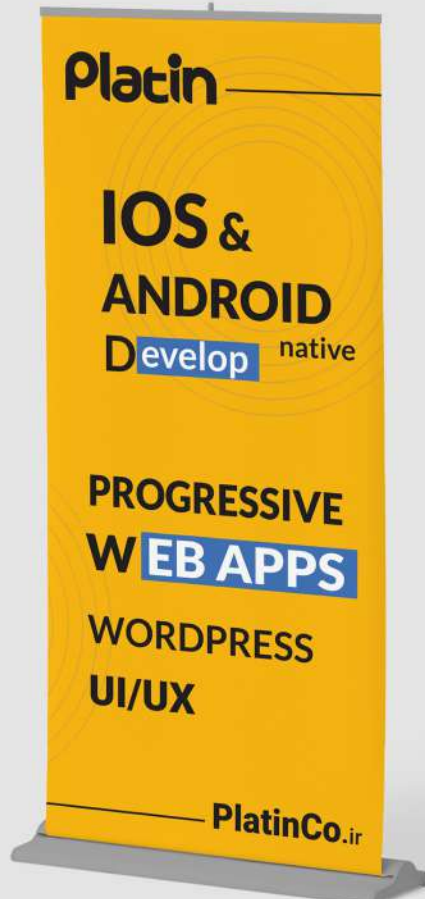 Platin
IOS &
ANDROID
Develop native
PROGRESSIVE
WEB APPS
WORDPRESS
UI/UX
PlatinCo.ir